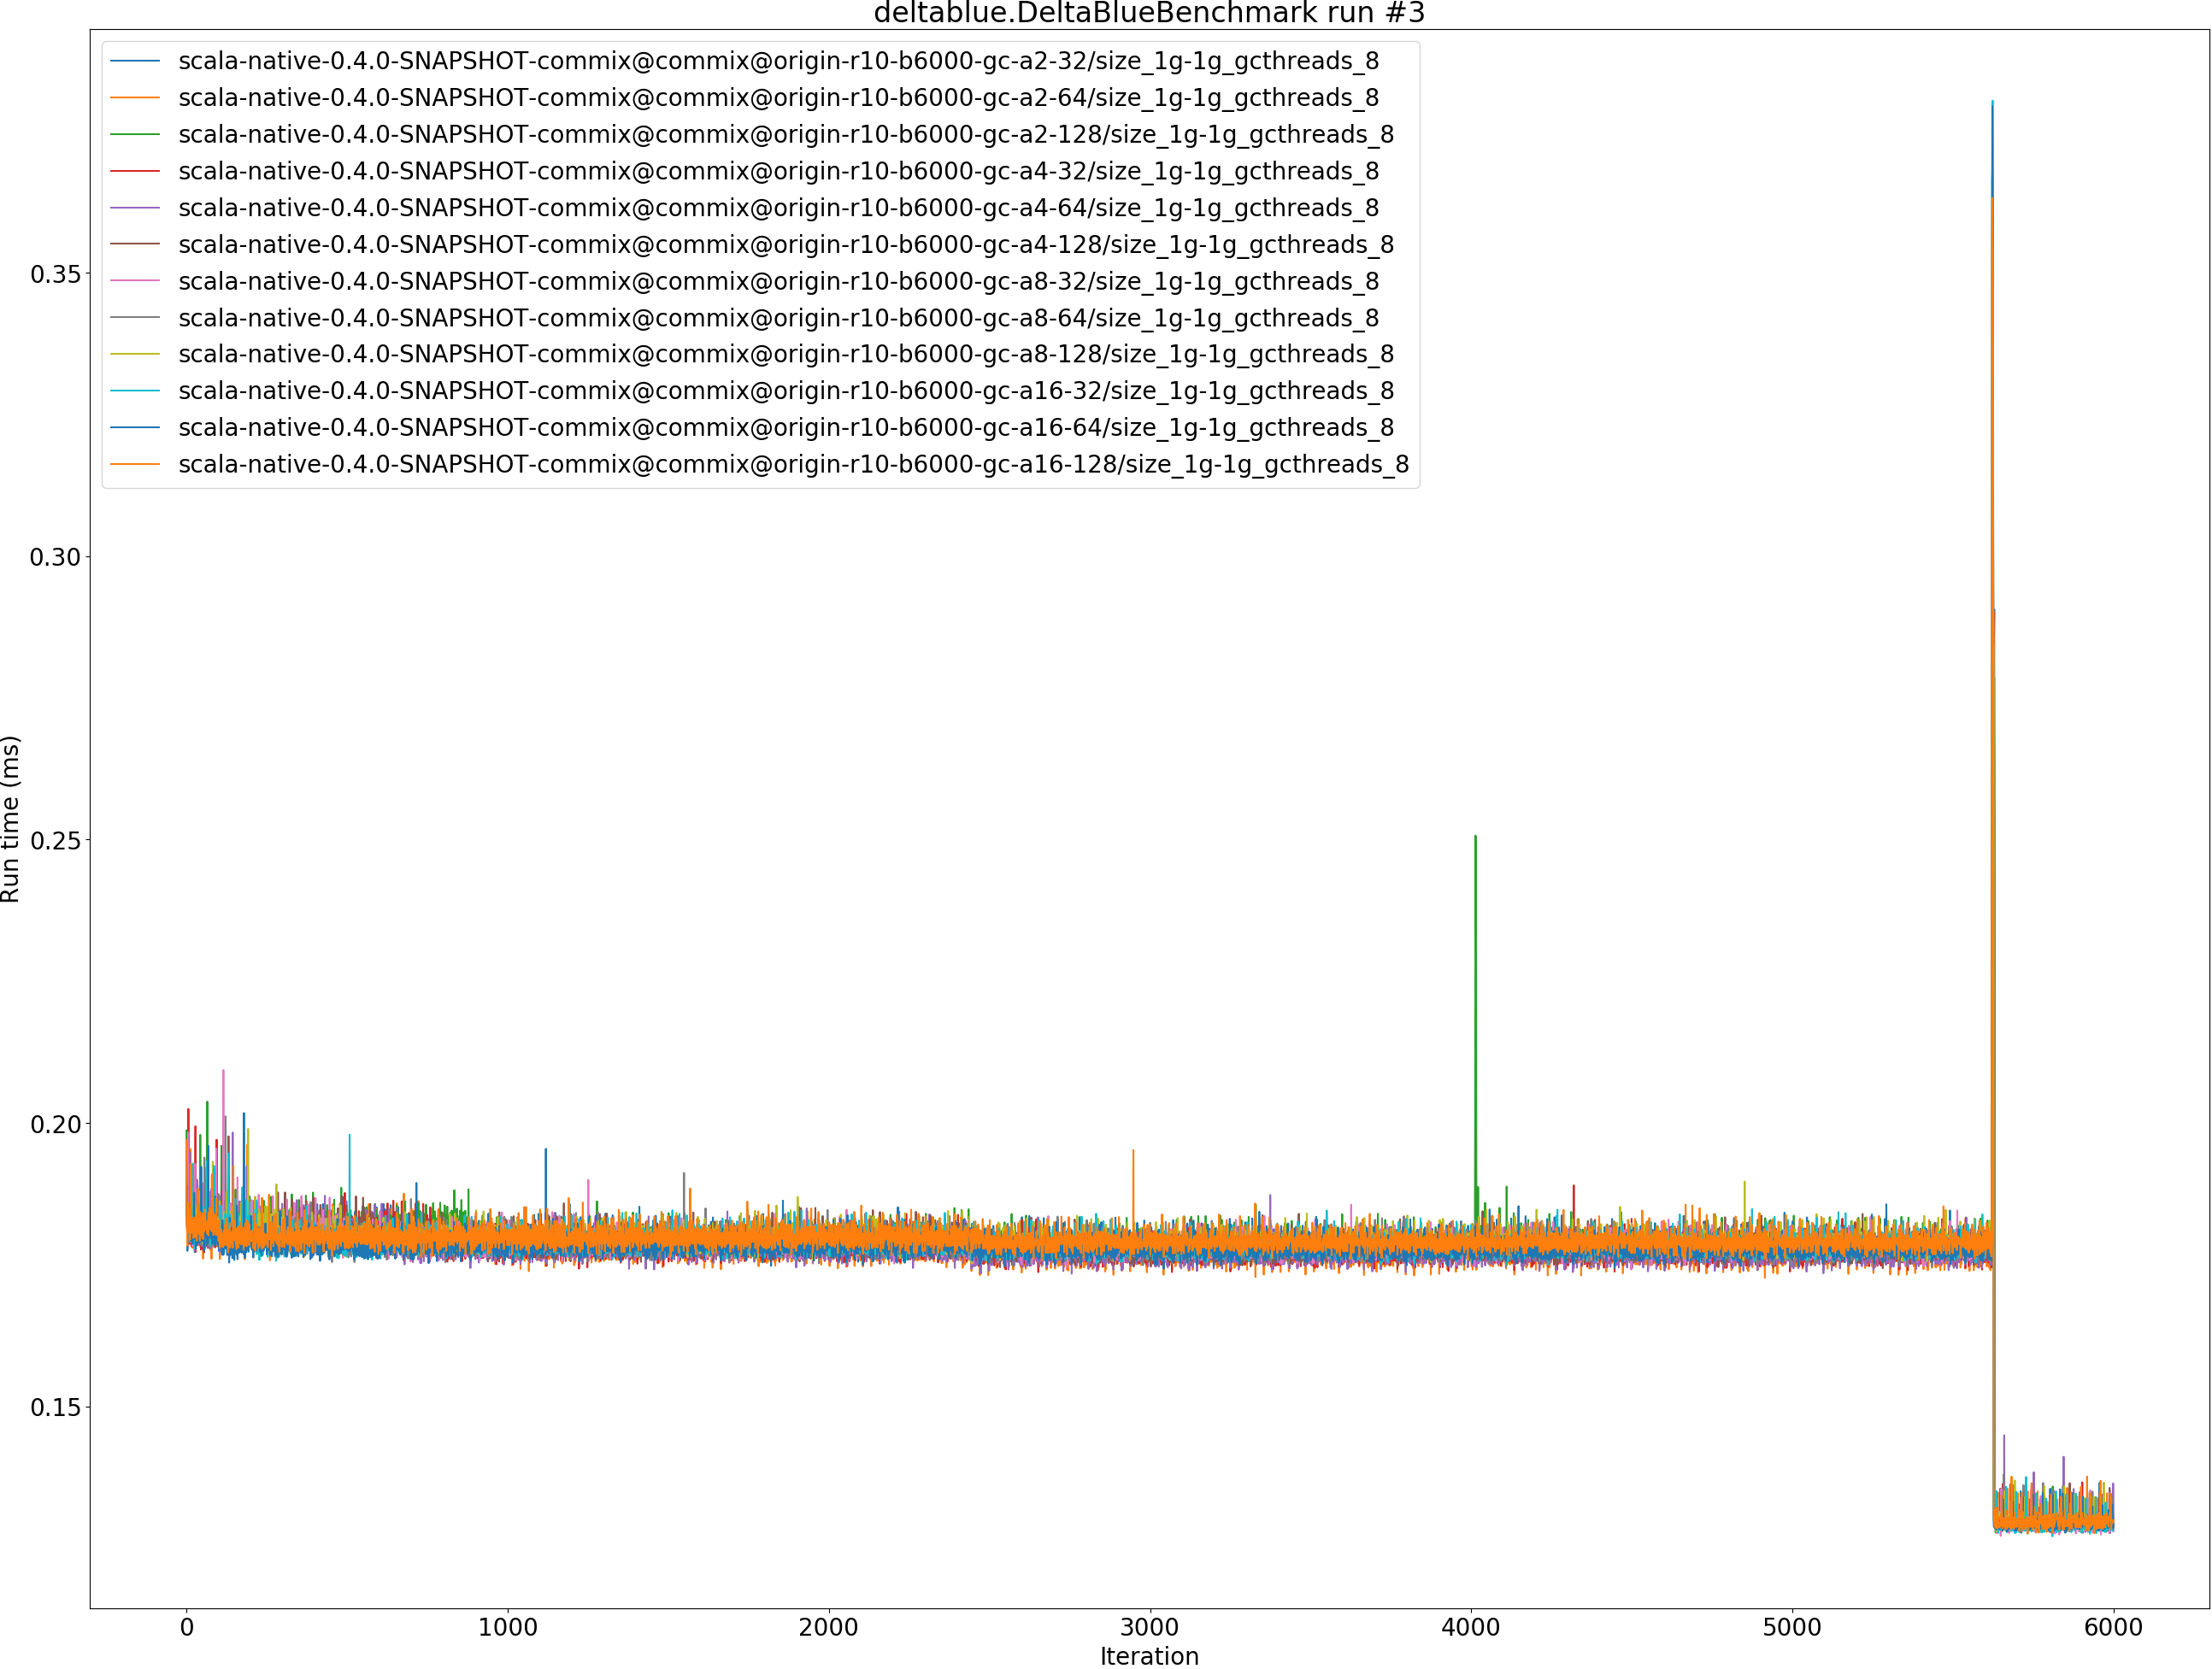 deltablue.DeltaBlueBenchmark run #3
scala-native-0.4.0-SNAPSHOT-commix@commix@origin-r10-b6000-gc-a2-32/size_1g-1g_gcthreads_8
scala-native-0.4.0-SNAPSHOT-commix@commix@origin-r10-b6000-gc-a2-64/size_1g-1g_gcthreads_8
scala-native-0.4.0-SNAPSHOT-commix@commix@origin-r10-b6000-gc-a2-128/size_1g-1g_gcthreads_8
scala-native-0.4.0-SNAPSHOT-commix@commix@origin-r10-b6000-gc-a4-32/size_1g-1g_gcthreads_8
scala-native-0.4.0-SNAPSHOT-commix@commix@origin-r10-b6000-gc-a4-64/size_1g-1g_gcthreads_8
scala-native-0.4.0-SNAPSHOT-commix@commix@origin-r10-b6000-gc-a4-128/size_1g-1g_gcthreads_8
scala-native-0.4.0-SNAPSHOT-commix@commix@origin-r10-b6000-gc-a8-32/size_1g-1g_gcthreads_8
scala-native-0.4.0-SNAPSHOT-commix@commix@origin-r10-b6000-gc-a8-64/size_1g-1g_gcthreads_8
scala-native-0.4.0-SNAPSHOT-commix@commix@origin-r10-b6000-gc-a8-128/size_1g-1g_gcthreads_8
scala-native-0.4.0-SNAPSHOT-commix@commix@origin-r10-b6000-gc-a16-32/size_1g-1g_gcthreads_8
scala-native-0.4.0-SNAPSHOT-commix@commix@origin-r10-b6000-gc-a16-64/size_1g-1g_gcthreads_8
scala-native-0.4.0-SNAPSHOT-commix@commix@origin-r10-b6000-gc-a16-128/size_1g-1g_gcthreads_8
0.35
0.30
0.25
0.20
0.15
Run time (ms)
0 1000 2000 3000 4000 5000 6000
Iteration